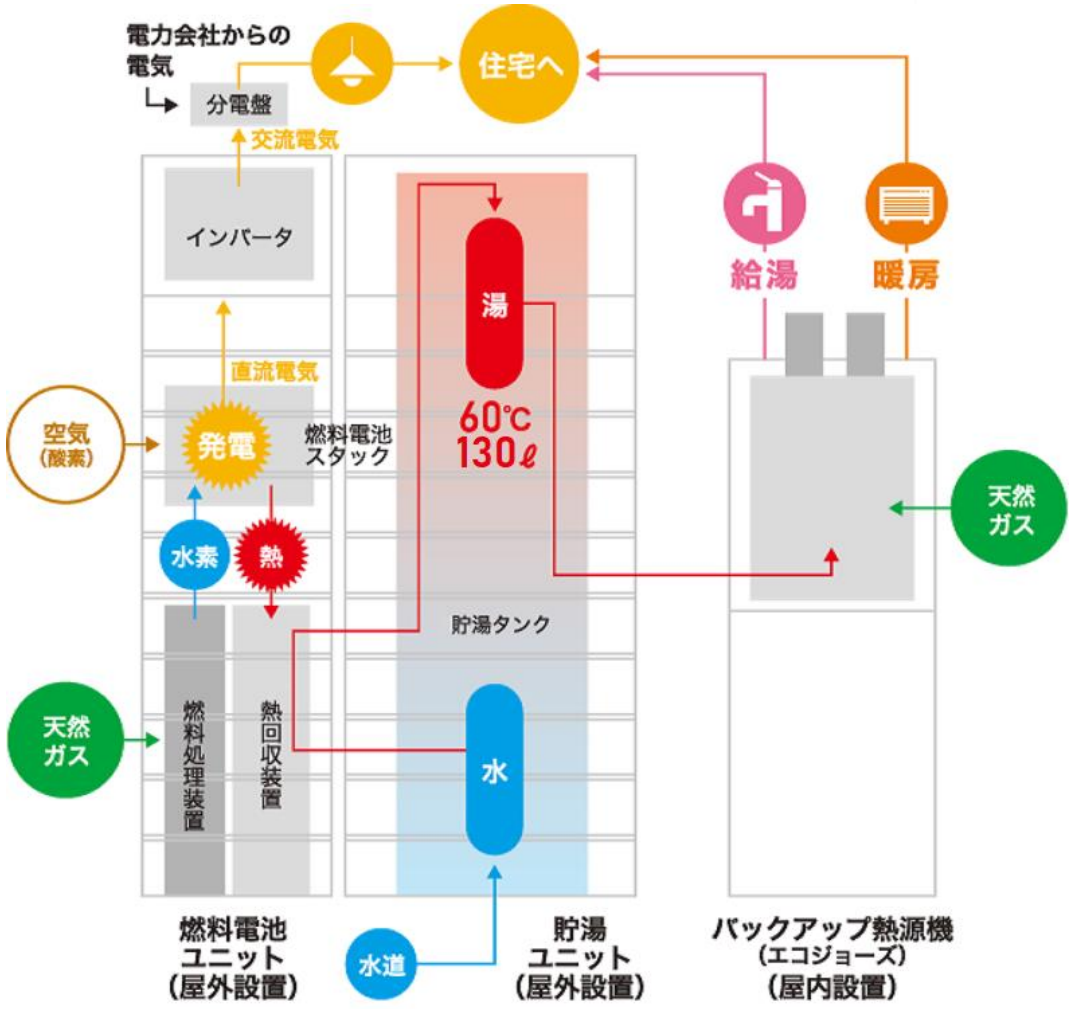 電力会社からの
電気
分電盤
住宅へ
交流電気
インバータ
直流電気
空気
(酸素)
発電
燃料電池
スタック
水素
熱
天然
ガス
燃料処理装置
熱回収装置
湯
60℃
130ℓ
貯湯タンク
水
水道
給湯
暖房
天然
ガス
燃料電池
ユニット
(屋外設置)
貯湯
ユニット
(屋外設置)
バックアップ熱源機
(エコジョーズ)
(屋内設置)